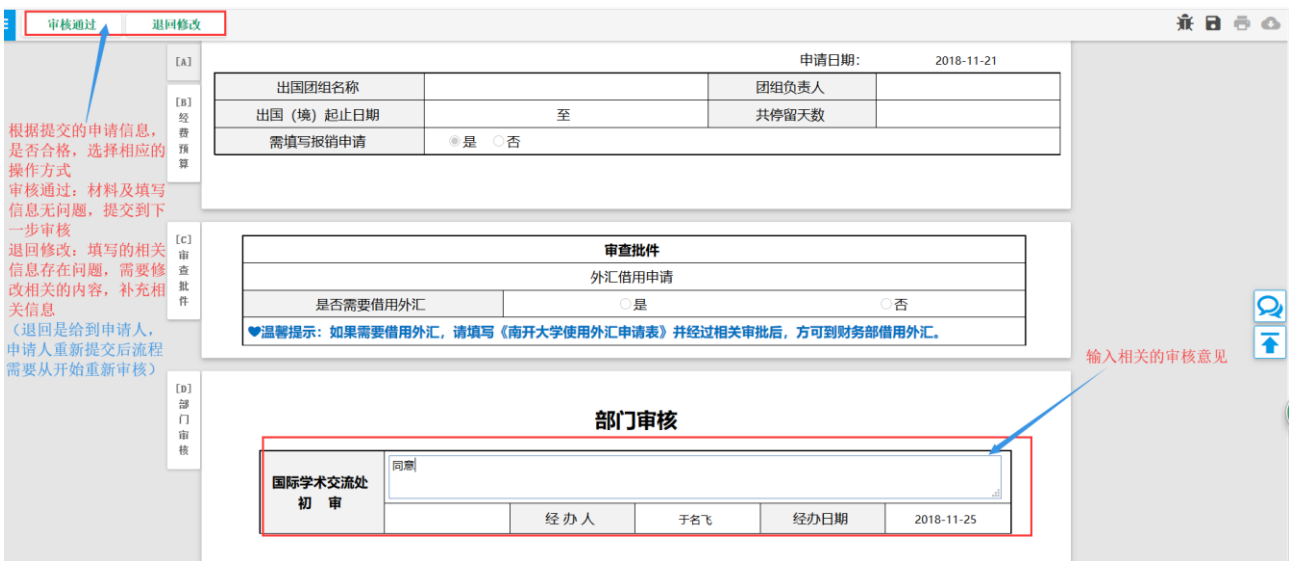 审核通过 退回修改
[A]
申请日期： 2018-11-21
出国团组名称 团组负责人
出国（境）起止日期 至 共停留天数
需填写报销申请 是 否
[B]
经
费
预
算
根据提交的申请信息，
是否合格，选择相应的
操作方式
审核通过：材料及填写
信息无问题，提交到下
一步审核
退回修改：填写的相关
信息存在问题，需要修
改相关的内容，补充相
关信息
（退回是给到申请人，
申请人重新提交后流程
需要从开始重新审核）
[C]
审
查
批
件
审查批件
外汇借用申请
是否需要借用外汇 是 否
♥温馨提示：如果需要借用外汇，请填写《南开大学使用外汇申请表》并经过相关审批后，方可到财务部借用外汇。
输入相关的审核意见
[D]
部
门
审
核
部门审核
国际学术交流处
初 审
同意
经 办 人 于名飞 经办日期 2018-11-25